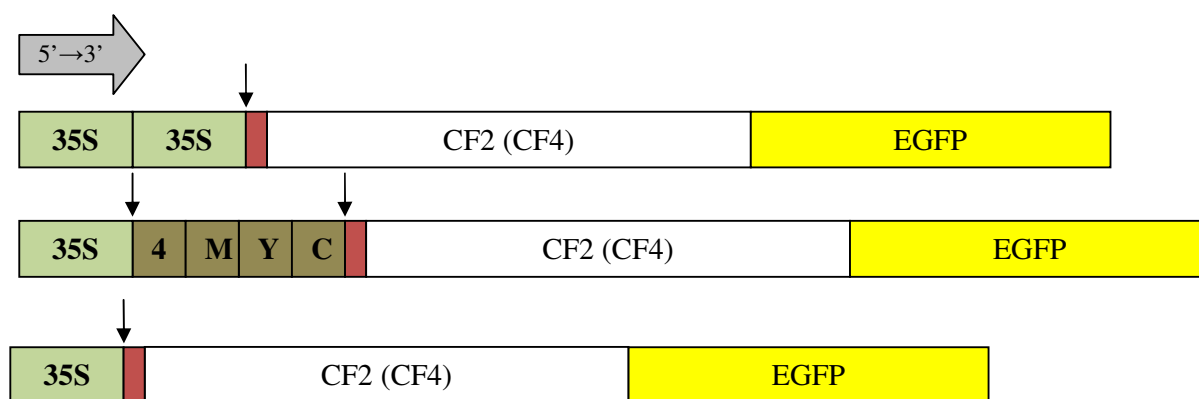 5’→3’
35S 35S CF2 (CF4) EGFP
35S 4 M Y C CF2 (CF4) EGFP
35S CF2 (CF4) EGFP